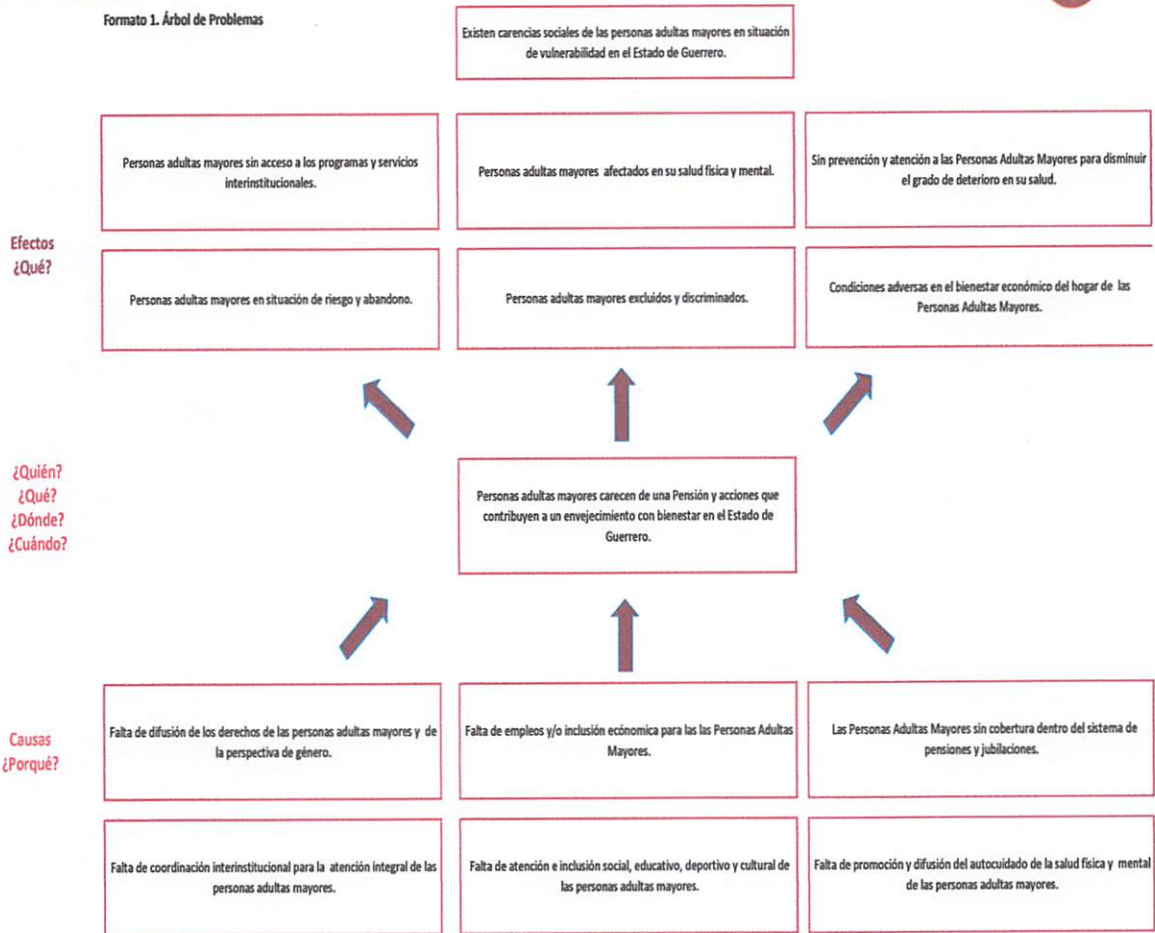 Formato 1. Árbol de Problemas
Existen carencias sociales de las personas adultas mayores en situación
de vulnerabilidad en el Estado de Guerrero.
Personas adultas mayores sin acceso a los programas y servicios
interinstitucionales.
Personas adultas mayores afectados en su salud física y mental.
Sin prevención y atención a las Personas Adultas Mayores para disminuir
el grado de deterioro en su salud.
Efectos
¿Qué?
Personas adultas mayores en situación de riesgo y abandono.
Personas adultas mayores excluidos y discriminados.
Condiciones adversas en el bienestar económico del hogar de las
Personas Adultas Mayores.
¿Quién?
¿Qué?
¿Dónde?
¿Cuándo?
Personas adultas mayores carecen de una Pensión y acciones que
contribuyen a un envejecimiento con bienestar en el Estado de
Guerrero.
Causas
¿Porqué?
Falta de difusión de los derechos de las personas adultas mayores y de
la perspectiva de género.
Falta de empleos y/o inclusión ecónomica para las las Personas Adultas
Mayores.
Las Personas Adultas Mayores sin cobertura dentro del sistema de
pensiones y jubilaciones.
Falta de coordinación interinstitucional para la atención integral de las
personas adultas mayores.
Falta de atención e inclusión social, educativo, deportivo y cultural de
las personas adultas mayores.
Falta de promoción y difusión del autocuidado de la salud física y mental
de las personas adultas mayores.